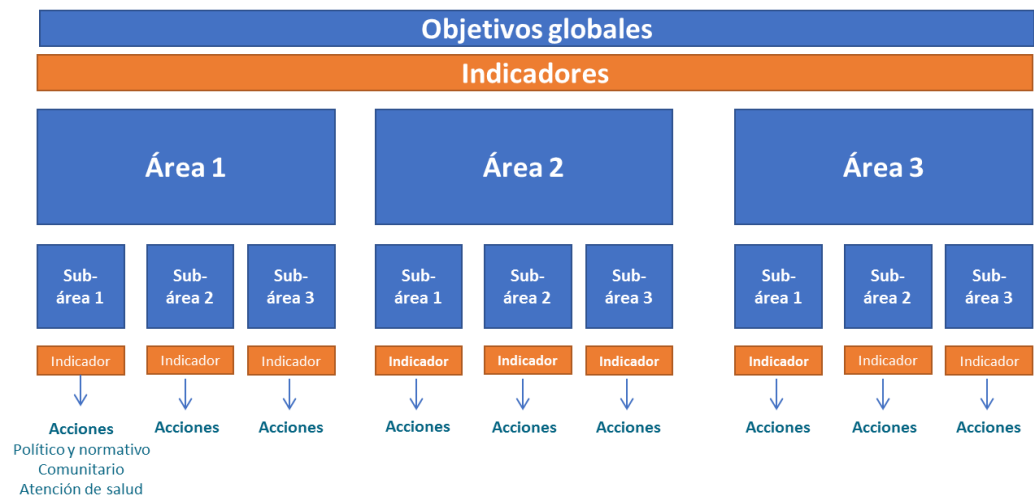 Objetivos globales
Indicadores
Área 1
Área 2
Área 3
Sub-
área 1
Sub-
área 2
Sub-
área 3
Sub-
área 1
Sub-
área 2
Sub-
área 3
Sub-
área 1
Sub-
área 2
Sub-
área 3
Indicador
Indicador
Indicador
Indicador
Indicador
Indicador
Indicador
Indicador
Indicador
Acciones
Político y normativo
Comunitario
Atención de salud
Acciones
Acciones
Acciones
Acciones
Acciones
Acciones
Acciones
Acciones